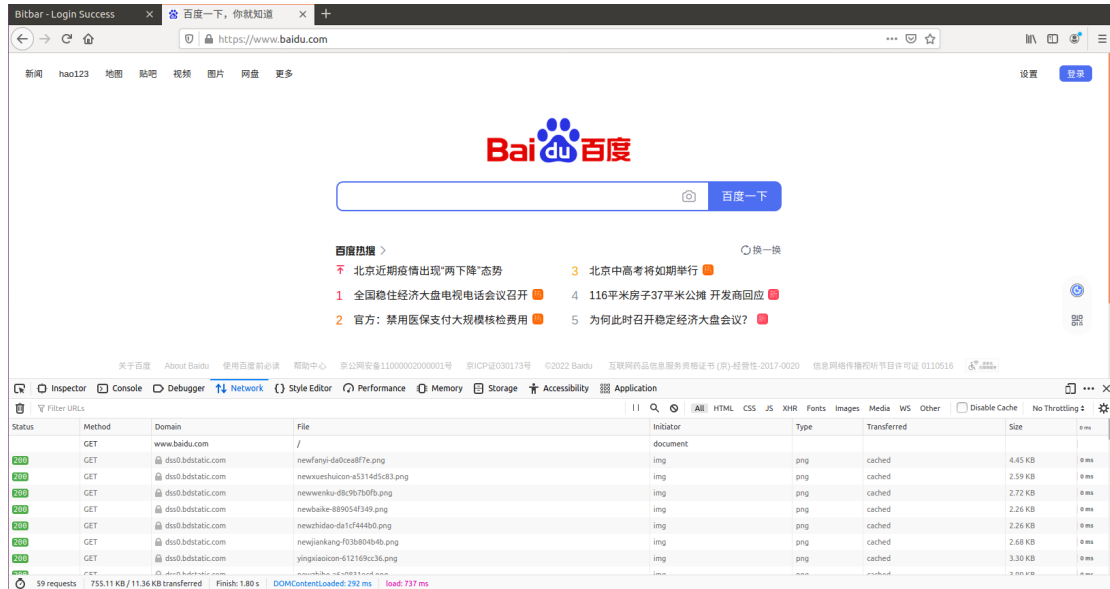 Bitbar - Login Success
百度一下，你就知道
https://www.baidu.com
新闻 hao123 地图 贴吧 视频 图片 网盘 更多
设置 登录
Baidu百度
百度一下
百度热搜
换一换
北京近期疫情出现“两下降”态势
3 北京中高考将如期举行 热
1 全国稳住经济大盘电视电话会议召开 热
4 116平米房子37平米公摊 开发商回应 新
2 官方：禁用医保支付大规模核检费用 热
5 为何此时召开稳定经济大盘会议？ 新
关于百度 About Baidu 使用百度前必读 帮助中心 京公网安备11000002000001号 京ICP证030173号 ©2022 Baidu 互联网药品信息服务资格证书 (京)-经营性-2017-0020 信息网络传播视听节目许可证 0110516
Inspector Console Debugger Network Style Editor Performance Memory Storage Accessibility Application
Filter URLs
All HTML CSS JS XHR Fonts Images Media WS Other Disable Cache No Throttling
Status Method Domain File Initiator Type Transferred Size 0 ms
GET www.baidu.com / document
200 GET dss0.bdstatic.com newfanyi-da0cea8f7e.png img png cached 4.45 KB 0 ms
200 GET dss0.bdstatic.com newxueshuicon-a5314d5c83.png img png cached 2.59 KB 0 ms
200 GET dss0.bdstatic.com newwenku-d8c9b7b0fb.png img png cached 2.72 KB 0 ms
200 GET dss0.bdstatic.com newbaike-889054f349.png img png cached 2.26 KB 0 ms
200 GET dss0.bdstatic.com newzhidao-da1cf444b0.png img png cached 2.26 KB 0 ms
200 GET dss0.bdstatic.com newjiankang-f03b804b4b.png img png cached 2.68 KB 0 ms
200 GET dss0.bdstatic.com yingxiaoicon-612169cc36.png img png cached 3.30 KB 0 ms
59 requests 755.11 KB / 11.36 KB transferred Finish: 1.80 s DOMContentLoaded: 292 ms load: 737 ms